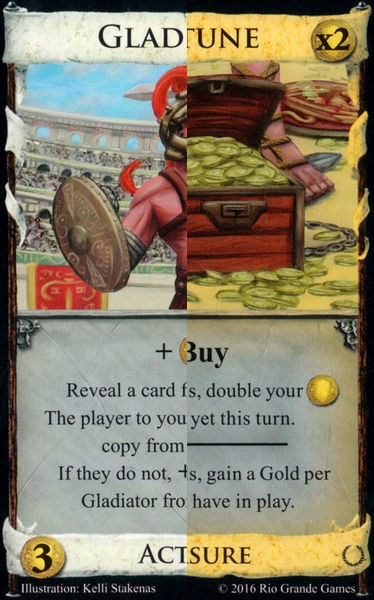 GLADTUNE x2
+ Buy
Reveal a card fs, double your
The player to you yet this turn.
copy from
If they do not, +s, gain a Gold per
Gladiator fro have in play.
3 ACTSURE
Illustration: Kelli Stakenas © 2016 Rio Grande Games